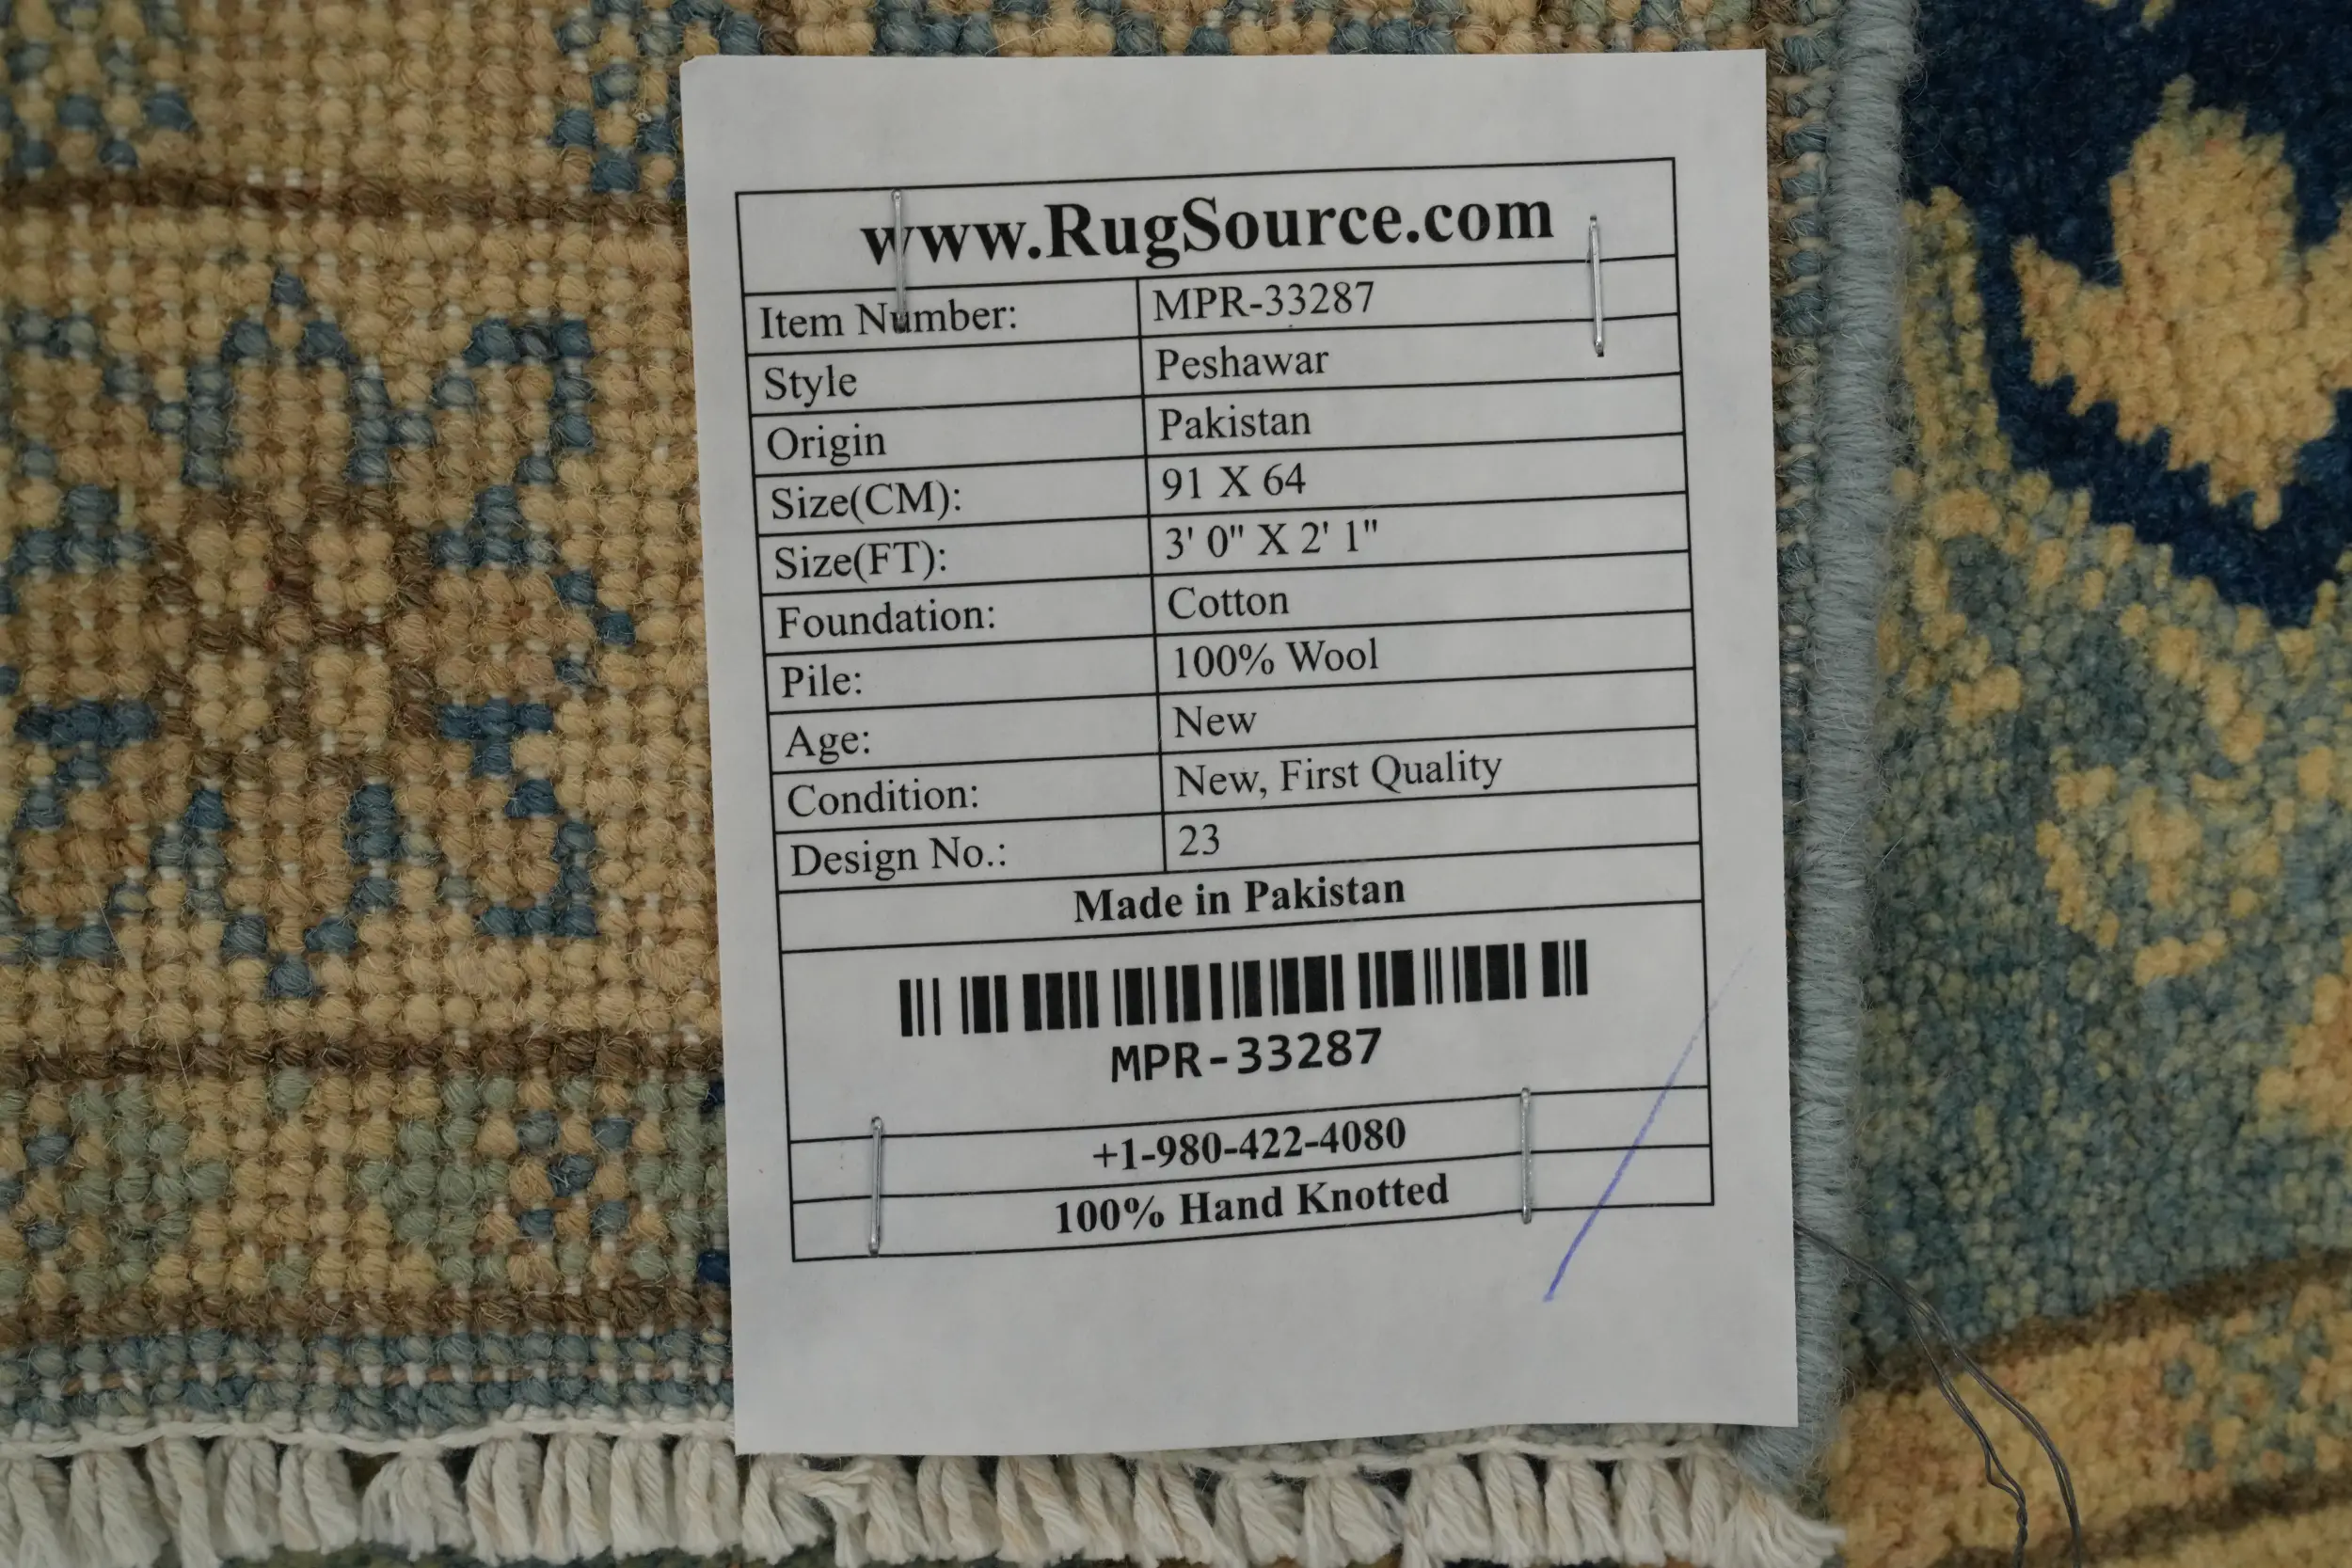 www.RugSource.com
Item Number: MPR-33287
Style Peshawar
Origin Pakistan
Size(CM): 91 X 64
Size(FT): 3' 0" X 2' 1"
Foundation: Cotton
Pile: 100% Wool
Age: New
Condition: New, First Quality
Design No.: 23
Made in Pakistan
MPR-33287
+1-980-422-4080
100% Hand Knotted